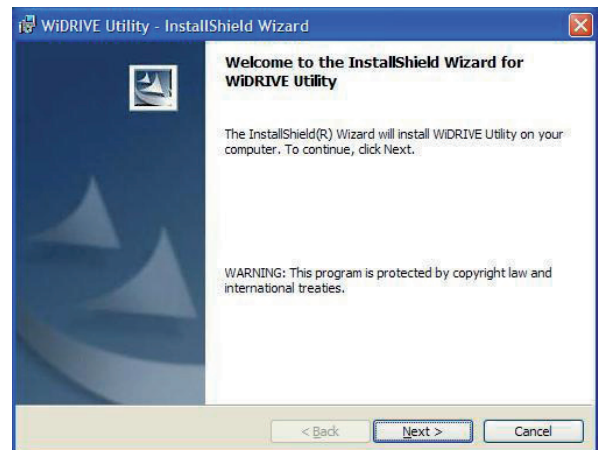 WiDRIVE Utility - InstallShield Wizard
Welcome to the InstallShield Wizard for
WiDRIVE Utility
The InstallShield(R) Wizard will install WiDRIVE Utility on your
computer. To continue, click Next.
WARNING: This program is protected by copyright law and
international treaties.
< Back Next > Cancel